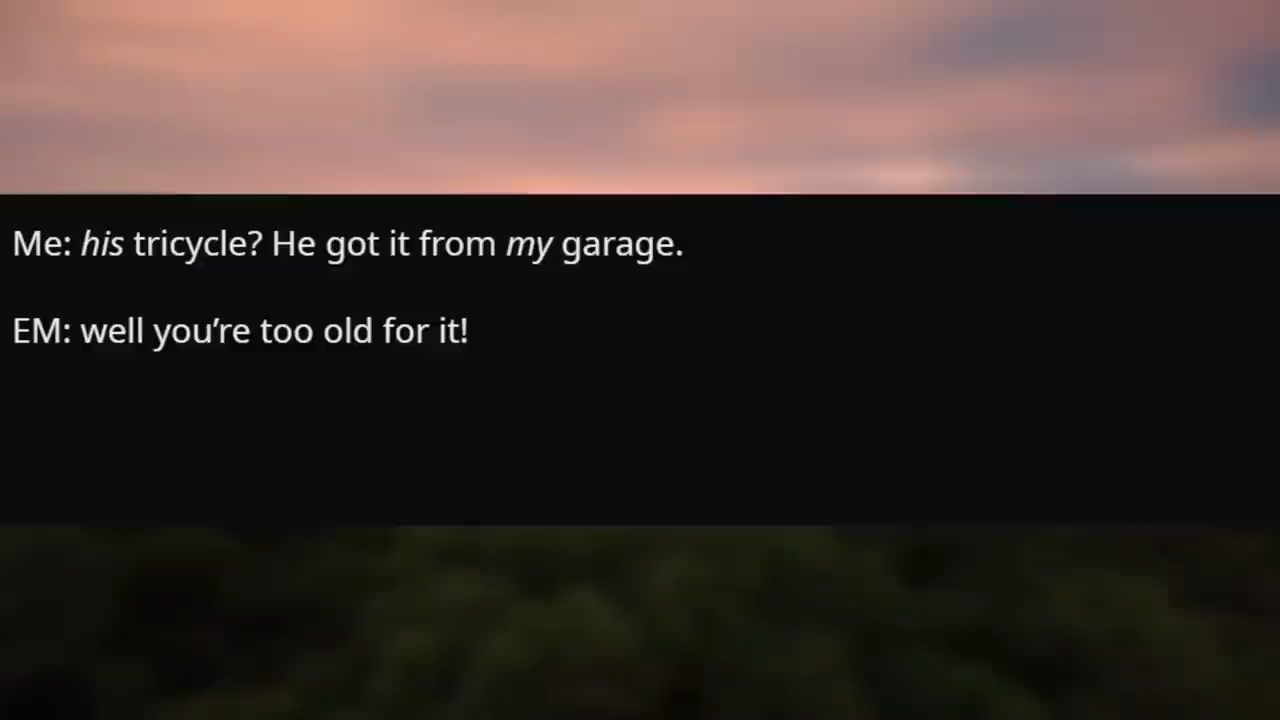 Me: his tricycle? He got it from my garage.
EM: well you’re too old for it!